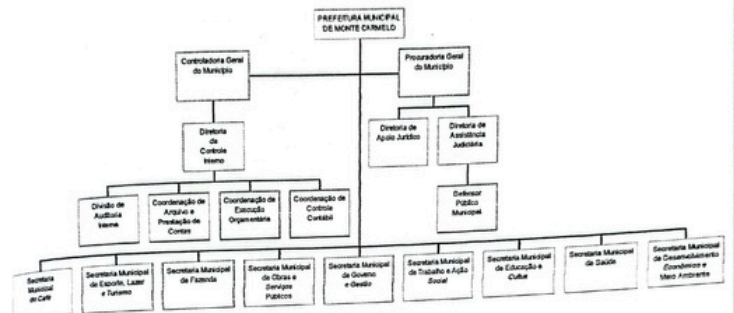 PREFEITURA MUNICIPAL
DE MONTE CARMELO
Controladoria Geral
do Município
Procuradoria Geral
do Município
Diretoria
de
Controle
Interno
Diretoria de
Apoio Jurídico
Diretoria de
Assistência
Judiciária
Divisão de
Auditoria
Interna
Coordenação de
Arquivo e
Prestação de
Contas
Coordenação de
Execução
Orçamentária
Coordenação de
Controle
Contábil
Defensor
Público
Municipal
Secretaria
Municipal
do Café
Secretaria Municipal
de Esporte, Lazer
e Turismo
Secretaria Municipal
de Fazenda
Secretaria Municipal
de Obras e
Serviços
Públicos
Secretaria Municipal
de Governo
e Gestão
Secretaria Municipal
de Trabalho e Ação
Social
Secretaria Municipal
de Educação e
Secretaria Municipal
de Saúde
Secretaria Municipal
de Desenvolvimento
Econômico e
Meio Ambiente